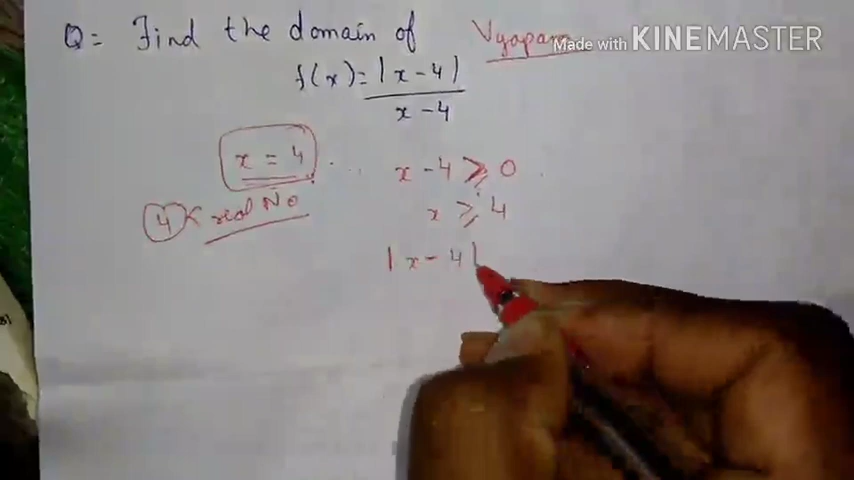 Q= Find the domain of Vyapam
Made with KINEMASTER
f(x)= |x-4|
x-4
x = 4
x-4 ⩾ 0
4 < real No
x ⩾ 4
|x-4|